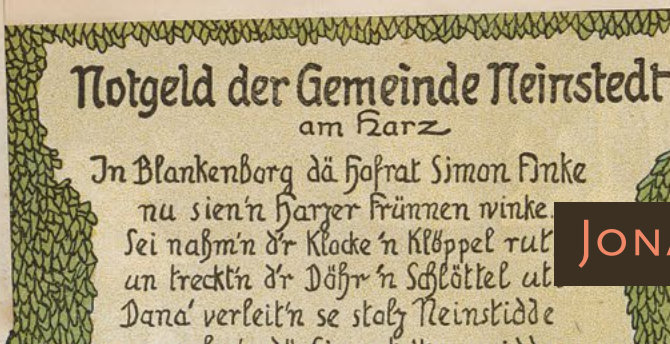 Notgeld der Gemeinde Neinstedt
am Harz
In Blankenborg dä Hofrat Simon Finke
nu sien'n Harzer Frünnen winke.
Sei nahm'n d'r Klocke 'n Klöppel rut
un treckt'n d'r Döhr 'n Schlöttel ut
Dana' verleit'n se stolz Neinstidde
JONA